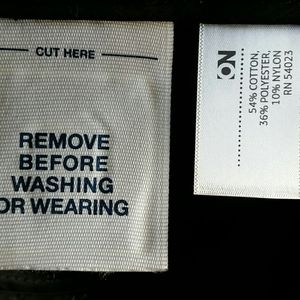 CUT HERE
REMOVE
BEFORE
WASHING
OR WEARING
ON
54% COTTON,
36% POLYESTER,
10% NYLON
RN 54023